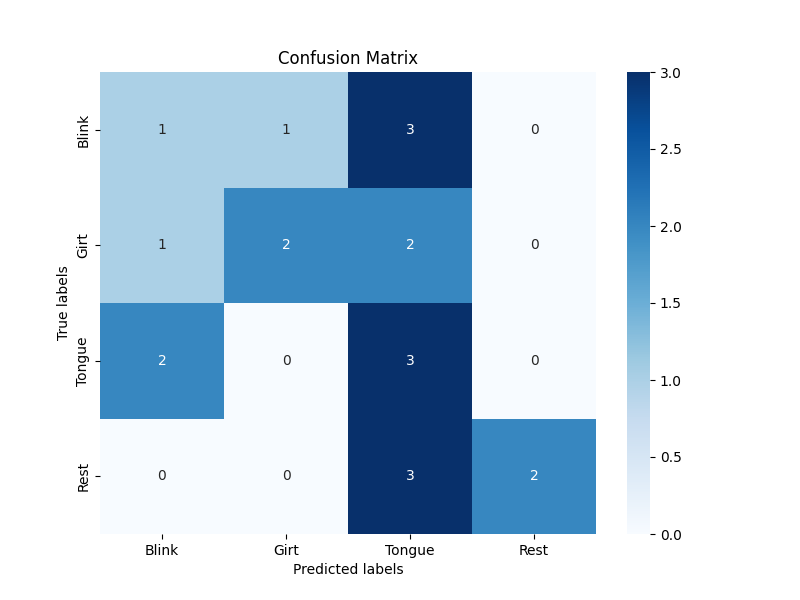 Confusion Matrix
Blink 1 1 3 0
Girt 1 2 2 0
Tongue 2 0 3 0
Rest 0 0 3 2
Blink Girt Tongue Rest
Predicted labels
True labels
3.0
2.5
2.0
1.5
1.0
0.5
0.0